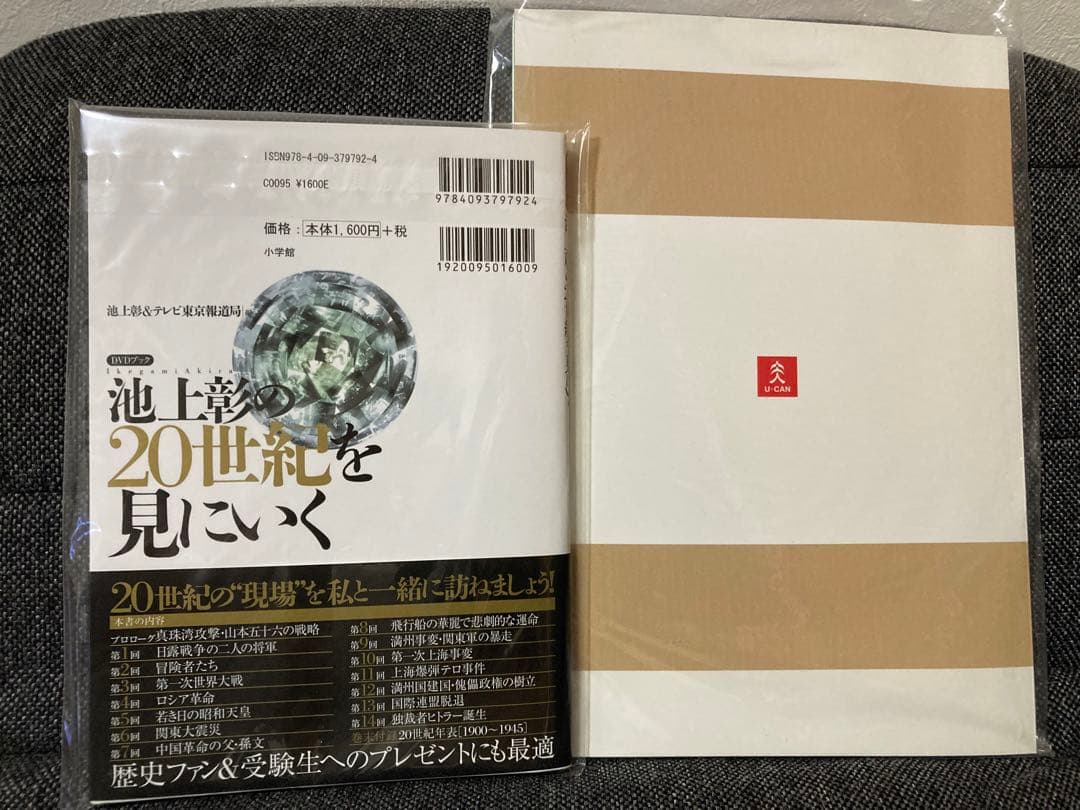 ISBN978-4-09-379792-4
C0095 ¥1600E
9784093797924
価格：本体1,600円＋税
小学館
1920095016009
池上彰&テレビ東京報道局
DVDブック
IkegamiAkira
池上彰の
20世紀を
見にいく
20世紀の“現場”を私と一緒に訪ねましょう!
本書の内容
プロローグ 真珠湾攻撃・山本五十六の戦略
第1回 日露戦争の二人の将軍
第2回 冒険者たち
第3回 第一次世界大戦
第4回 ロシア革命
第5回 若き日の昭和天皇
第6回 関東大震災
第7回 中国革命の父・孫文
第8回 飛行船の華麗で悲劇的な運命
第9回 満州事変・関東軍の暴走
第10回 第一次上海事変
第11回 上海爆弾テロ事件
第12回 満州国建国・傀儡政権の樹立
第13回 国際連盟脱退
第14回 独裁者ヒトラー誕生
巻末付録 20世紀年表[1900〜1945]
歴史ファン&受験生へのプレゼントにも最適
U-CAN